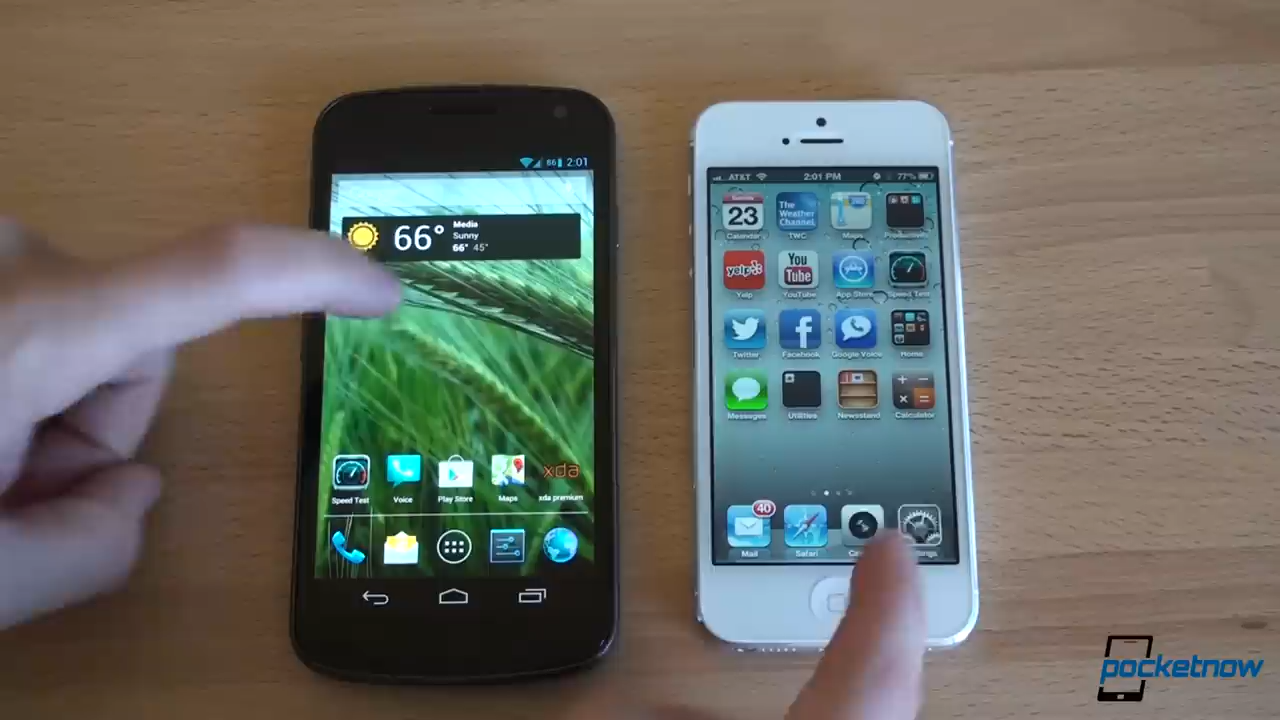 86 2:01
66°
Media
Sunny
66° 45°
Speed Test
Voice
Play Store
Maps
xda
xda premium
AT&T 2:01 PM 77%
23
Calendar
The
Weather
Channel
TWC
Maps
Productivity
yelp
Yelp
You
Tube
YouTube
App Store
Speed Test
Twitter
Facebook
Google Voice
Home
Messages
Utilities
Newsstand
Calculator
40
Mail
Safari
pocketnow